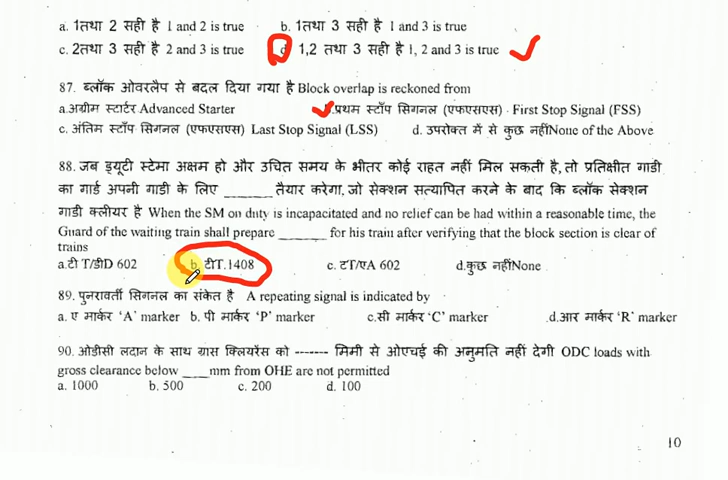 a. 1तथा 2 सही है 1 and 2 is true b. 1तथा 3 सही है 1 and 3 is true
c. 2तथा 3 सही है 2 and 3 is true d. 1,2 तथा 3 सही है 1, 2 and 3 is true
87. ब्लॉक ओवरलैप से बदल दिया गया है Block overlap is reckoned from
a.अग्रीम स्टार्टर Advanced Starter प्रथम स्टॉप सिगनल (एफएसएस) - First Stop Signal (FSS)
c. अंतिम स्टॉप सिगनल (एफएसएस) Last Stop Signal (LSS) d. उपरोक्त में से कुछ नहींNone of the Above
88. जब ड्यूटी स्टेमा अक्षम हो और उचित समय के भीतर कोई राहत नहीं मिल सकती है, तो प्रतिक्षीत गाडी
का गार्ड अपनी गाडी के लिए ______ तैयार करेगा, जो सेक्शन सत्यापित करने के बाद कि ब्लॉक सेक्शन
गाडी क्लीयर है When the SM on duty is incapacitated and no relief can be had within a reasonable time, the
Guard of the waiting train shall prepare _______ for his train after verifying that the block section is clear of
trains
a.टी T/डीD 602 b. टीT.1408 c. टT/एA 602 d.कुछ नहींNone
89. पुनरावर्ती सिगनल का संकेत है A repeating signal is indicated by
a. ए मार्कर 'A' marker b. पी मार्कर 'P' marker c.सी मार्कर 'C' marker .d.आर मार्कर 'R' marker
90. ओडीसी लदान के साथ ग्रास क्लियरेंस को ------- मिमी से ओएचई की अनुमति नहीं देगी ODC loads with
gross clearance below ___mm from OHE are not permitted
a. 1000 b. 500 c. 200 d. 100
10